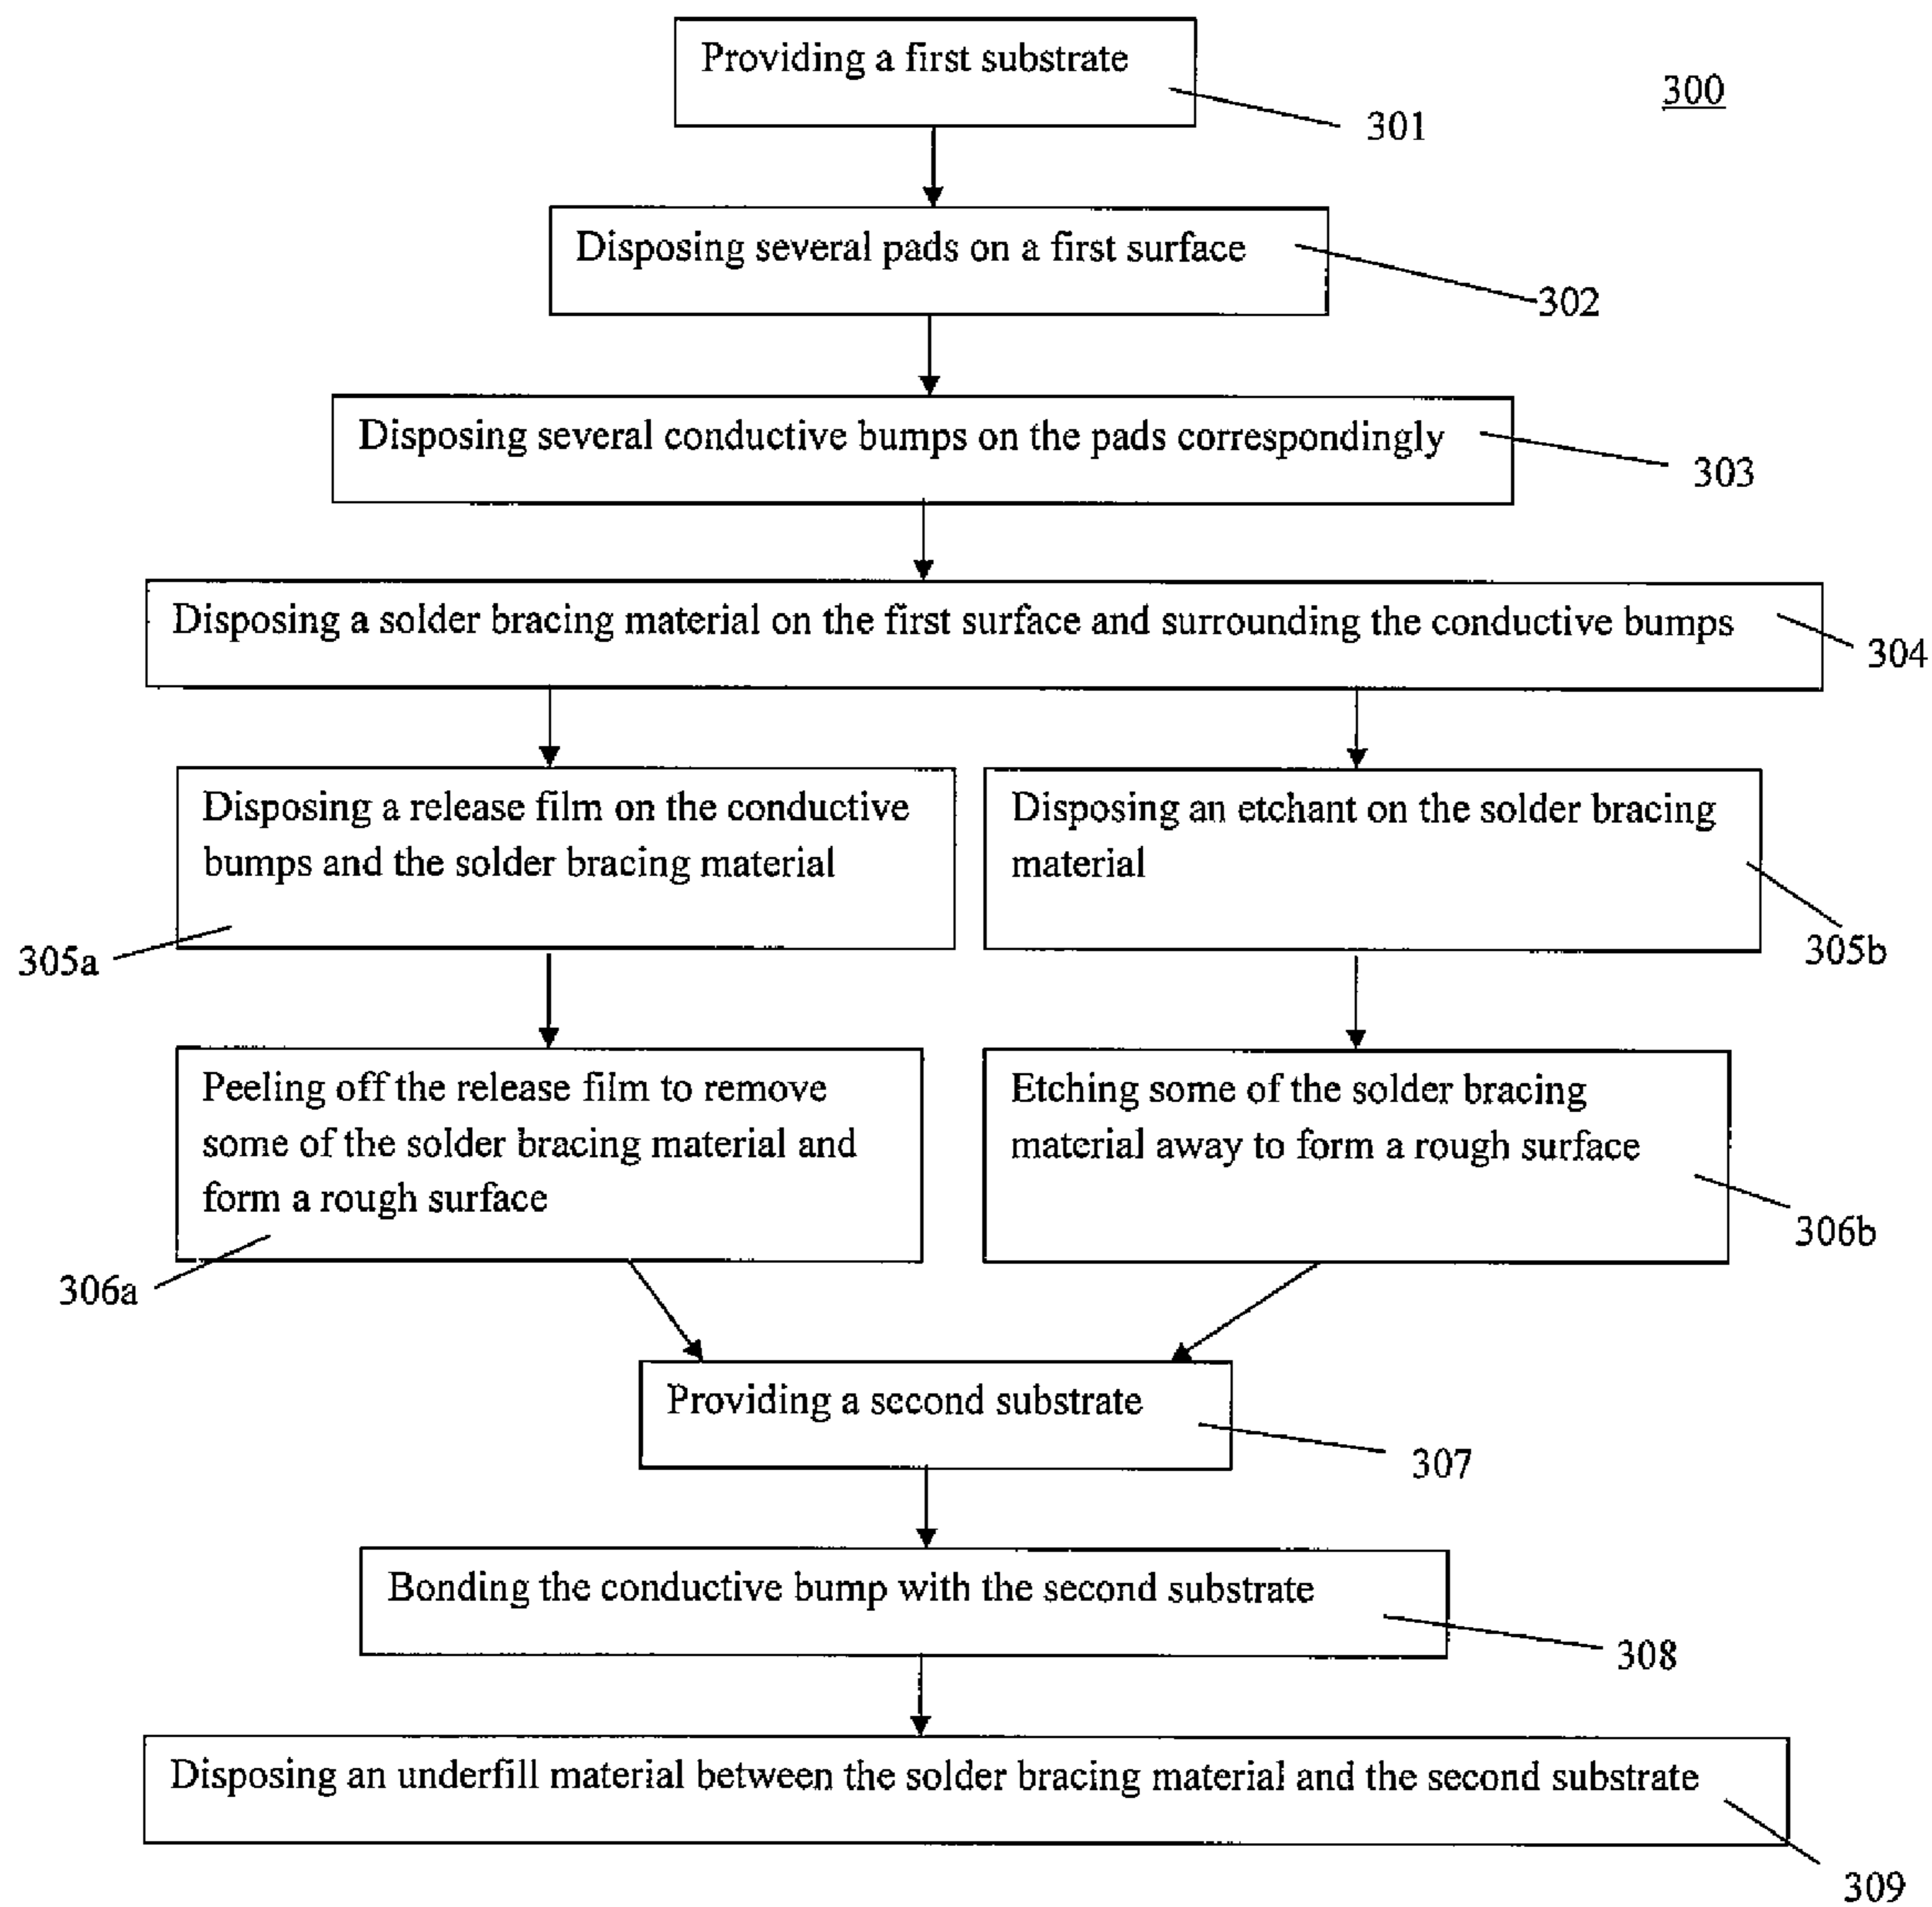 Providing a first substrate
300
301
Disposing several pads on a first surface
302
Disposing several conductive bumps on the pads correspondingly
303
Disposing a solder bracing material on the first surface and surrounding the conductive bumps
304
Disposing a release film on the conductive
bumps and the solder bracing material
305a
Disposing an etchant on the solder bracing
material
305b
Peeling off the release film to remove
some of the solder bracing material and
form a rough surface
306a
Etching some of the solder bracing
material away to form a rough surface
306b
Providing a second substrate
307
Bonding the conductive bump with the second substrate
308
Disposing an underfill material between the solder bracing material and the second substrate
309